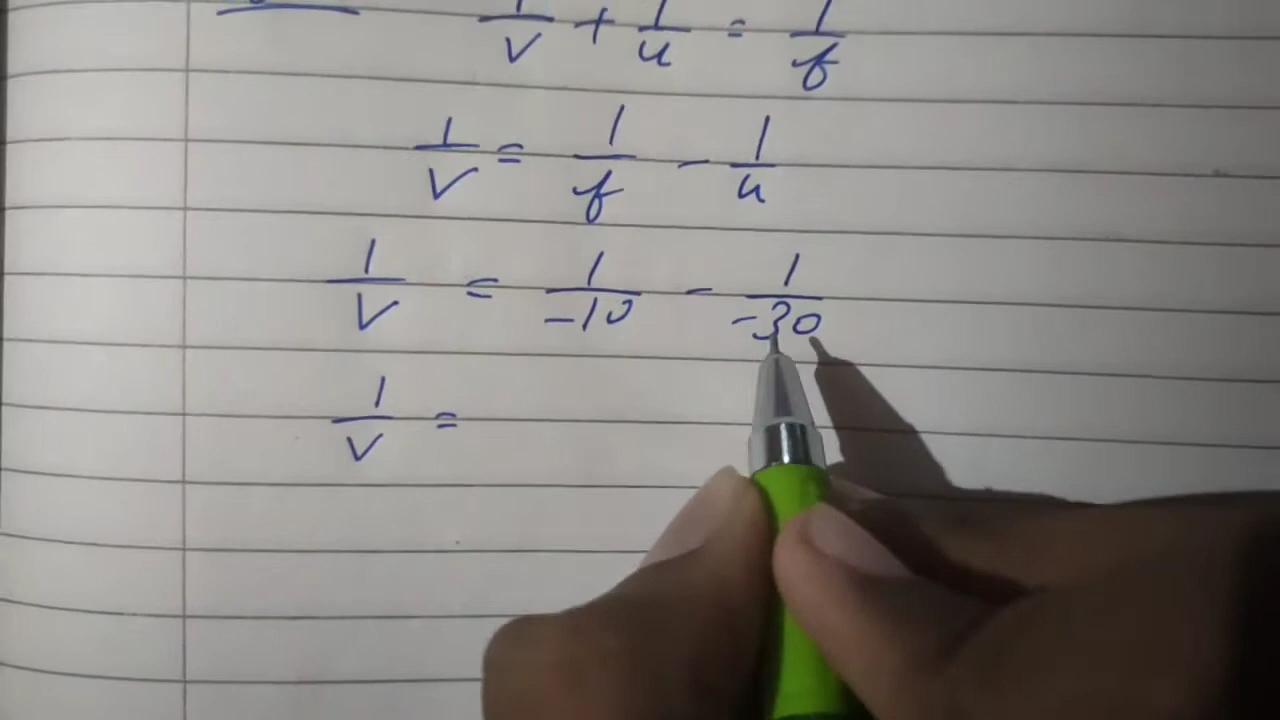 1/v + 1/u = 1/f
1/v = 1/f - 1/u
1/v = 1/-10 - 1/-30
1/v =